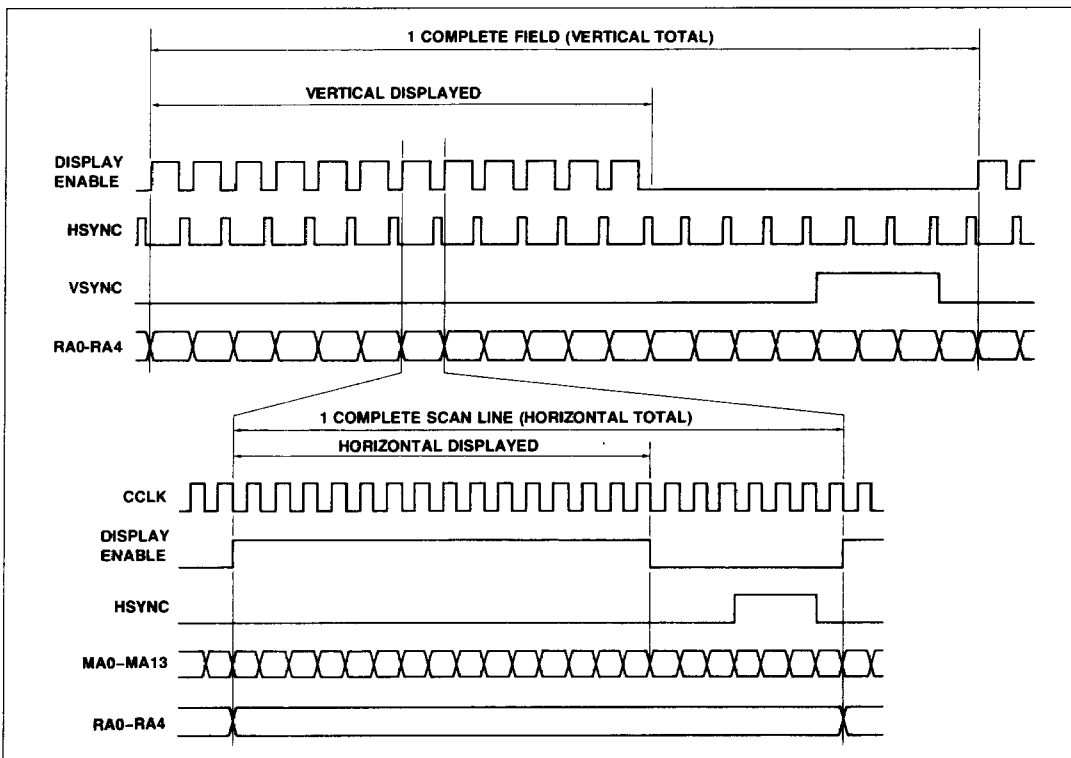 1 COMPLETE FIELD (VERTICAL TOTAL)
VERTICAL DISPLAYED
DISPLAY
ENABLE
HSYNC
VSYNC
RA0-RA4
1 COMPLETE SCAN LINE (HORIZONTAL TOTAL)
HORIZONTAL DISPLAYED
CCLK
DISPLAY
ENABLE
HSYNC
MA0–MA13
RA0–RA4